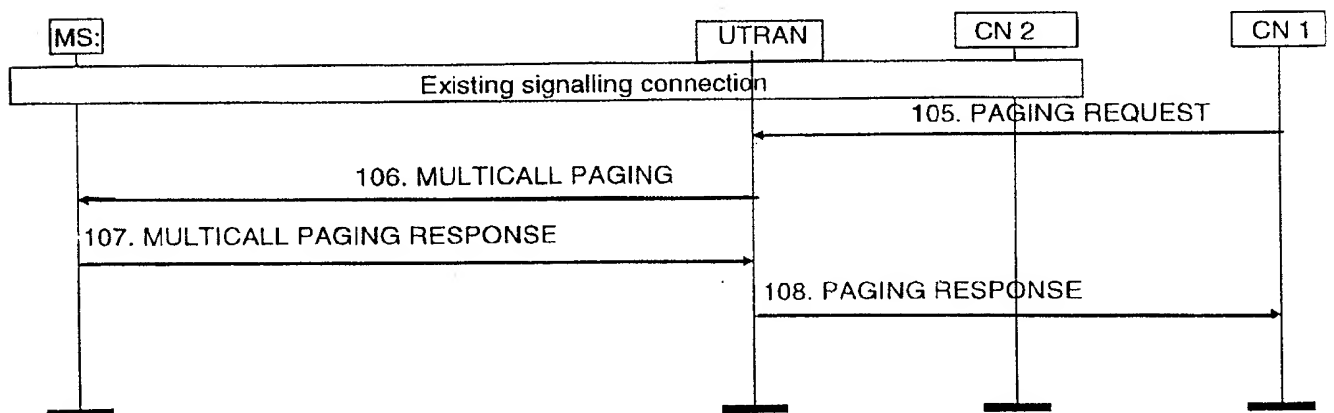 MS:
UTRAN
CN 2
CN 1
Existing signalling connection
105. PAGING REQUEST
106. MULTICALL PAGING
107. MULTICALL PAGING RESPONSE
108. PAGING RESPONSE